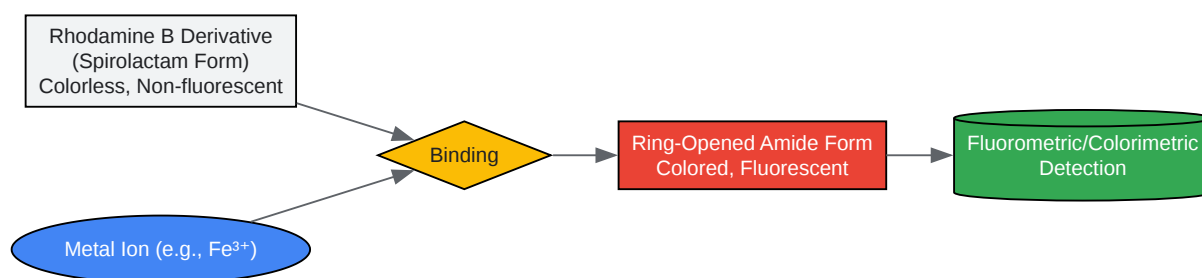 Rhodamine B Derivative
(Spirolactam Form)
Colorless, Non-fluorescent
Metal Ion (e.g., Fe³⁺)
Binding
Ring-Opened Amide Form
Colored, Fluorescent
Fluorometric/Colorimetric
Detection